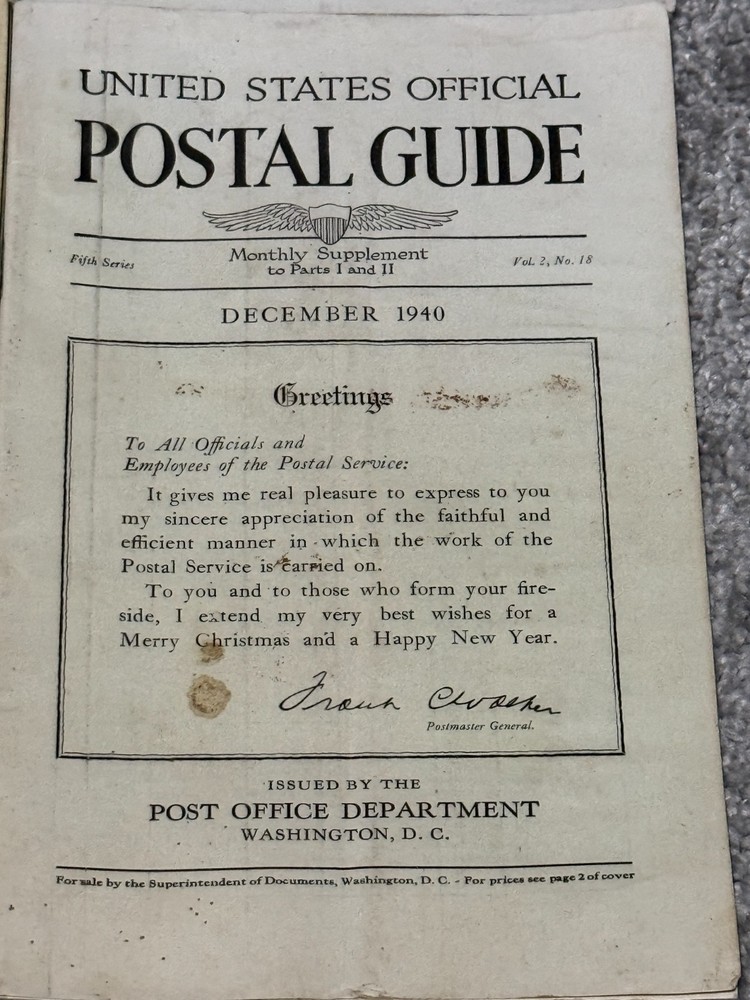 UNITED STATES OFFICIAL
POSTAL GUIDE
Fifth Series
Monthly Supplement
to Parts I and II
Vol. 2, No. 18
DECEMBER 1940
Greetings
To All Officials and
Employees of the Postal Service:
It gives me real pleasure to express to you
my sincere appreciation of the faithful and
efficient manner in which the work of the
Postal Service is carried on.
To you and to those who form your fire-
side, I extend my very best wishes for a
Merry Christmas and a Happy New Year.
Frank C Walker
Postmaster General.
ISSUED BY THE
POST OFFICE DEPARTMENT
WASHINGTON, D. C.
For sale by the Superintendent of Documents, Washington, D. C. - For prices see page 2 of cover